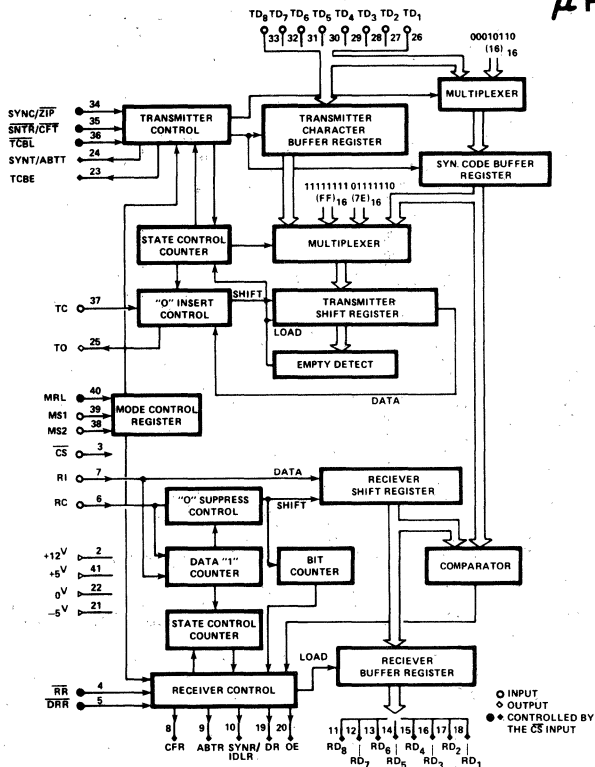 μP
TD8 TD7 TD6 TD5 TD4 TD3 TD2 TD1
33 32 31 30 29 28 27 26
00010110
(16)16
MULTIPLEXER
SYNC/ZIP 34
SNTR/CFT 35
TCBL 36
SYNT/ABTT 24
TCBE 23
TRANSMITTER
CONTROL
TRANSMITTER
CHARACTER
BUFFER REGISTER
SYN. CODE BUFFER
REGISTER
11111111 01111110
(FF)16 (7E)16
STATE CONTROL
COUNTER
MULTIPLEXER
TC 37
"O" INSERT
CONTROL
SHIFT
TRANSMITTER
SHIFT REGISTER
LOAD
TO 25
EMPTY DETECT
DATA
MRL 40
MS1 39
MS2 38
MODE CONTROL
REGISTER
CS 3
RI 7
DATA
RECIEVER
SHIFT REGISTER
RC 6
"O" SUPPRESS
CONTROL
SHIFT
+12V 2
+5V 41
0V 22
-5V 21
DATA "1"
COUNTER
BIT
COUNTER
COMPARATOR
STATE CONTROL
COUNTER
LOAD
RECIEVER
BUFFER REGISTER
RR 4
DRR 5
RECEIVER CONTROL
8 9 10 19 20
CFR ABTR SYNR/ DR OE
IDLR
11 12 13 14 15 16 17 18
RD8 RD7 RD6 RD5 RD4 RD3 RD2 RD1
INPUT
OUTPUT
CONTROLLED BY
THE CS INPUT